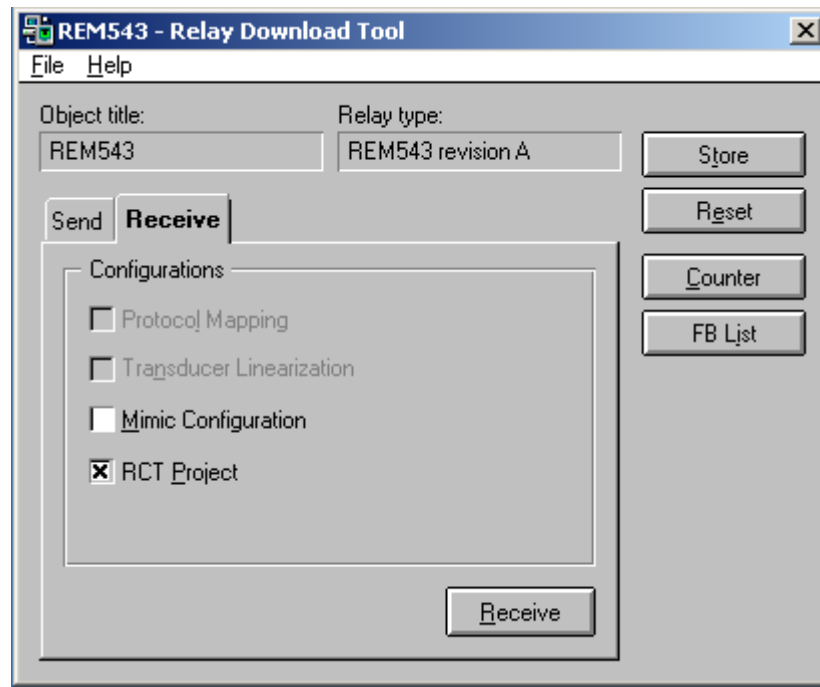 REM543 - Relay Download Tool
File Help
Object title: Relay type:
REM543 REM543 revision A
Store
Reset
Send Receive
Configurations
Counter
Protocol Mapping
FB List
Transducer Linearization
Mimic Configuration
RCT Project
Receive